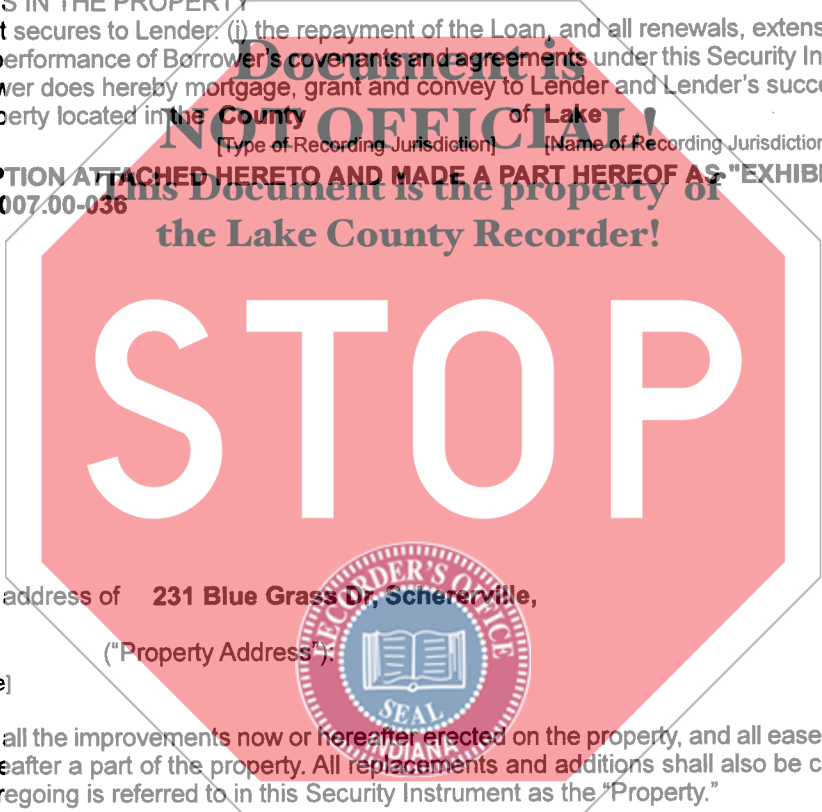 S IN THE PROPERTY
t secures to Lender: (i) the repayment of the Loan, and all renewals, extens
erformance of Borrower's covenants and agreements under this Security In
wer does hereby mortgage, grant and convey to Lender and Lender's succe
erty located in the County of Lake
[Type of Recording Jurisdiction] [Name of Recording Jurisdiction
PTION ATTACHED HERETO AND MADE A PART HEREOF AS "EXHIBI
007.00-036
Document is
NOT OFFICIAL!
This Document is the property of
the Lake County Recorder!
STOP
address of 231 Blue Grass Dr, Schererville,
("Property Address"):
e]
RECORDER'S OFFICE
SEAL
INDIANA
all the improvements now or hereafter erected on the property, and all ease
eafter a part of the property. All replacements and additions shall also be c
regoing is referred to in this Security Instrument as the "Property."